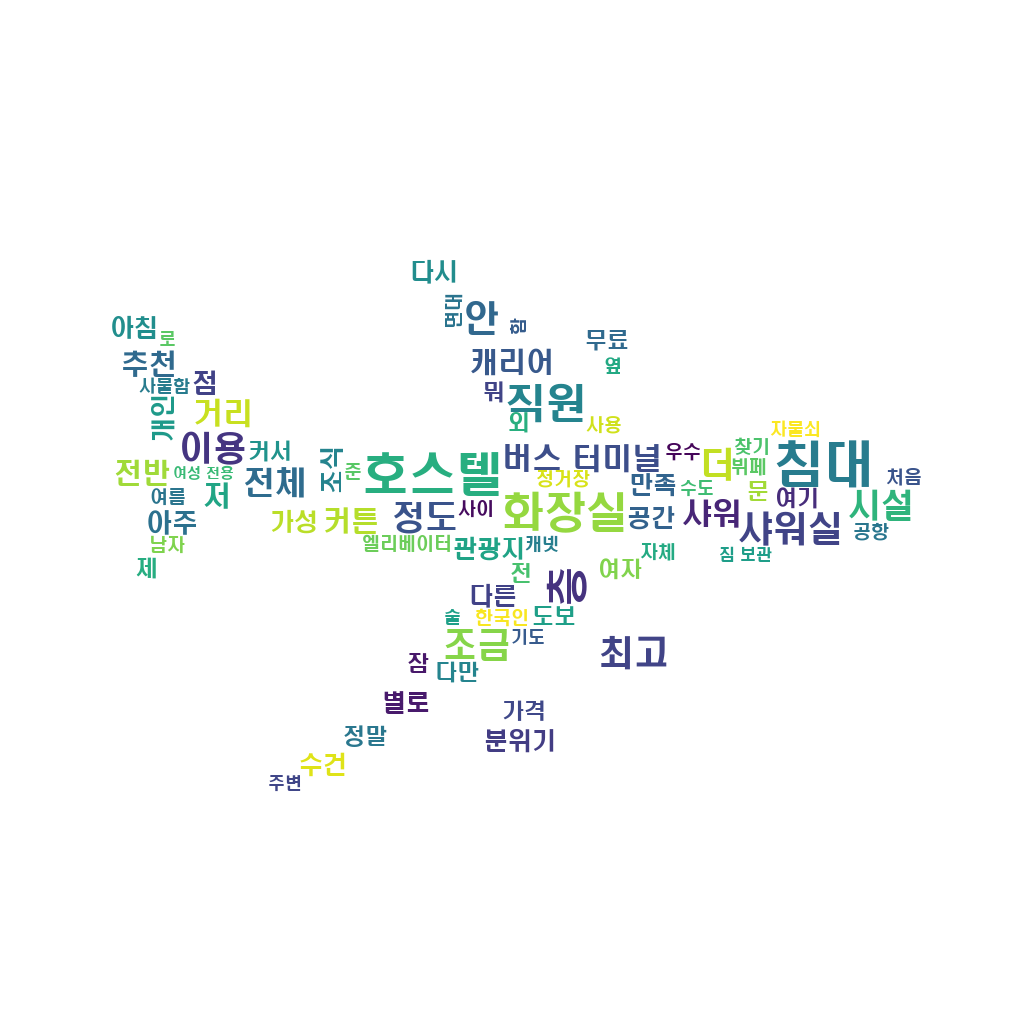 다시
면대
안
함
아침
로
무료
추천
캐리어
옆
사물함
점
뭐
직원
개인
거리
외
사용
자물쇠
이용
커서
호스텔
버스 터미널
우수
더
찾기
침대
전반
여성 전용
전체
조식
준
정거장
만족
뷔페
처음
여름
저
수도
문
여기
시설
아주
가성
커튼
정도
사이
화장실
공간
샤워
샤워실
공항
남자
엘리베이터
관광지
캐넷
자체
짐 보관
제
전
층
여자
다른
술
한국인
도보
조금
기도
최고
잠
다만
별로
가격
정말
분위기
수건
주변